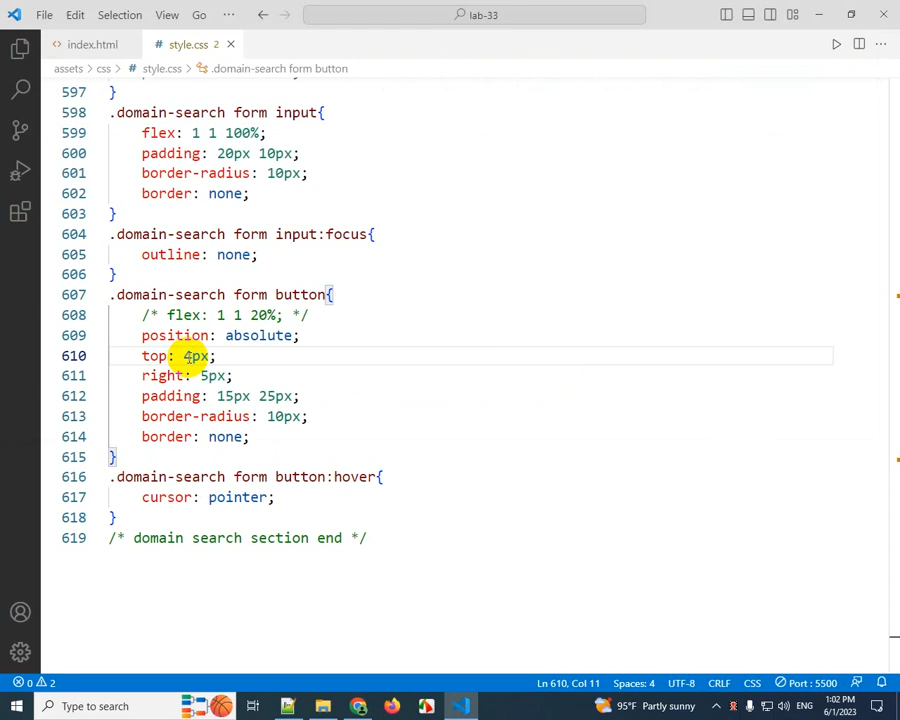 File Edit Selection View Go ··· lab-33
index.html # style.css 2
assets > css > # style.css > .domain-search form button
597 }
598 .domain-search form input{
599 flex: 1 1 100%;
600 padding: 20px 10px;
601 border-radius: 10px;
602 border: none;
603 }
604 .domain-search form input:focus{
605 outline: none;
606 }
607 .domain-search form button{
608 /* flex: 1 1 20%; */
609 position: absolute;
610 top: 4px;
611 right: 5px;
612 padding: 15px 25px;
613 border-radius: 10px;
614 border: none;
615 }
616 .domain-search form button:hover{
617 cursor: pointer;
618 }
619 /* domain search section end */
0 2 Ln 610, Col 11 Spaces: 4 UTF-8 CRLF CSS Port : 5500
Type to search 95°F Partly sunny ENG 1:02 PM
6/1/2023